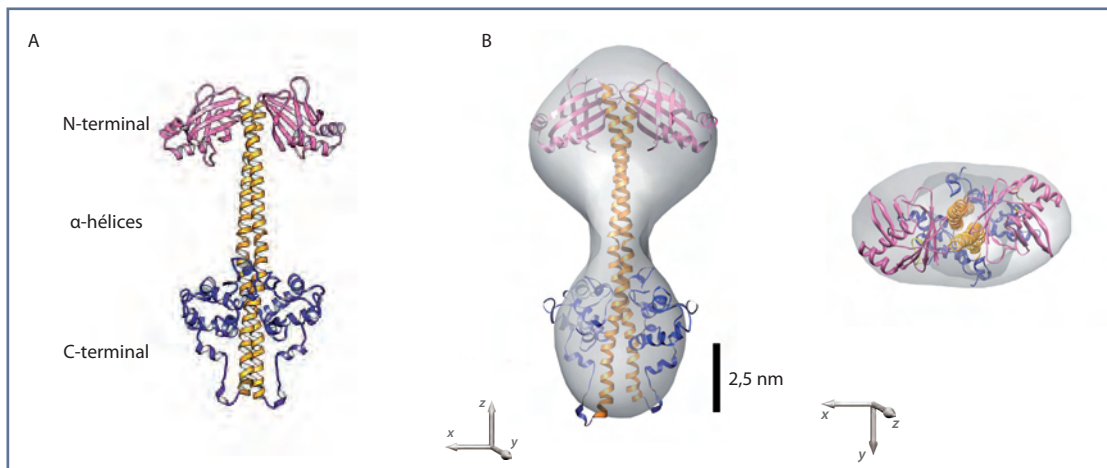 A
N-terminal
α-hélices
C-terminal
B
2,5 nm
z
x
y
x
z
y